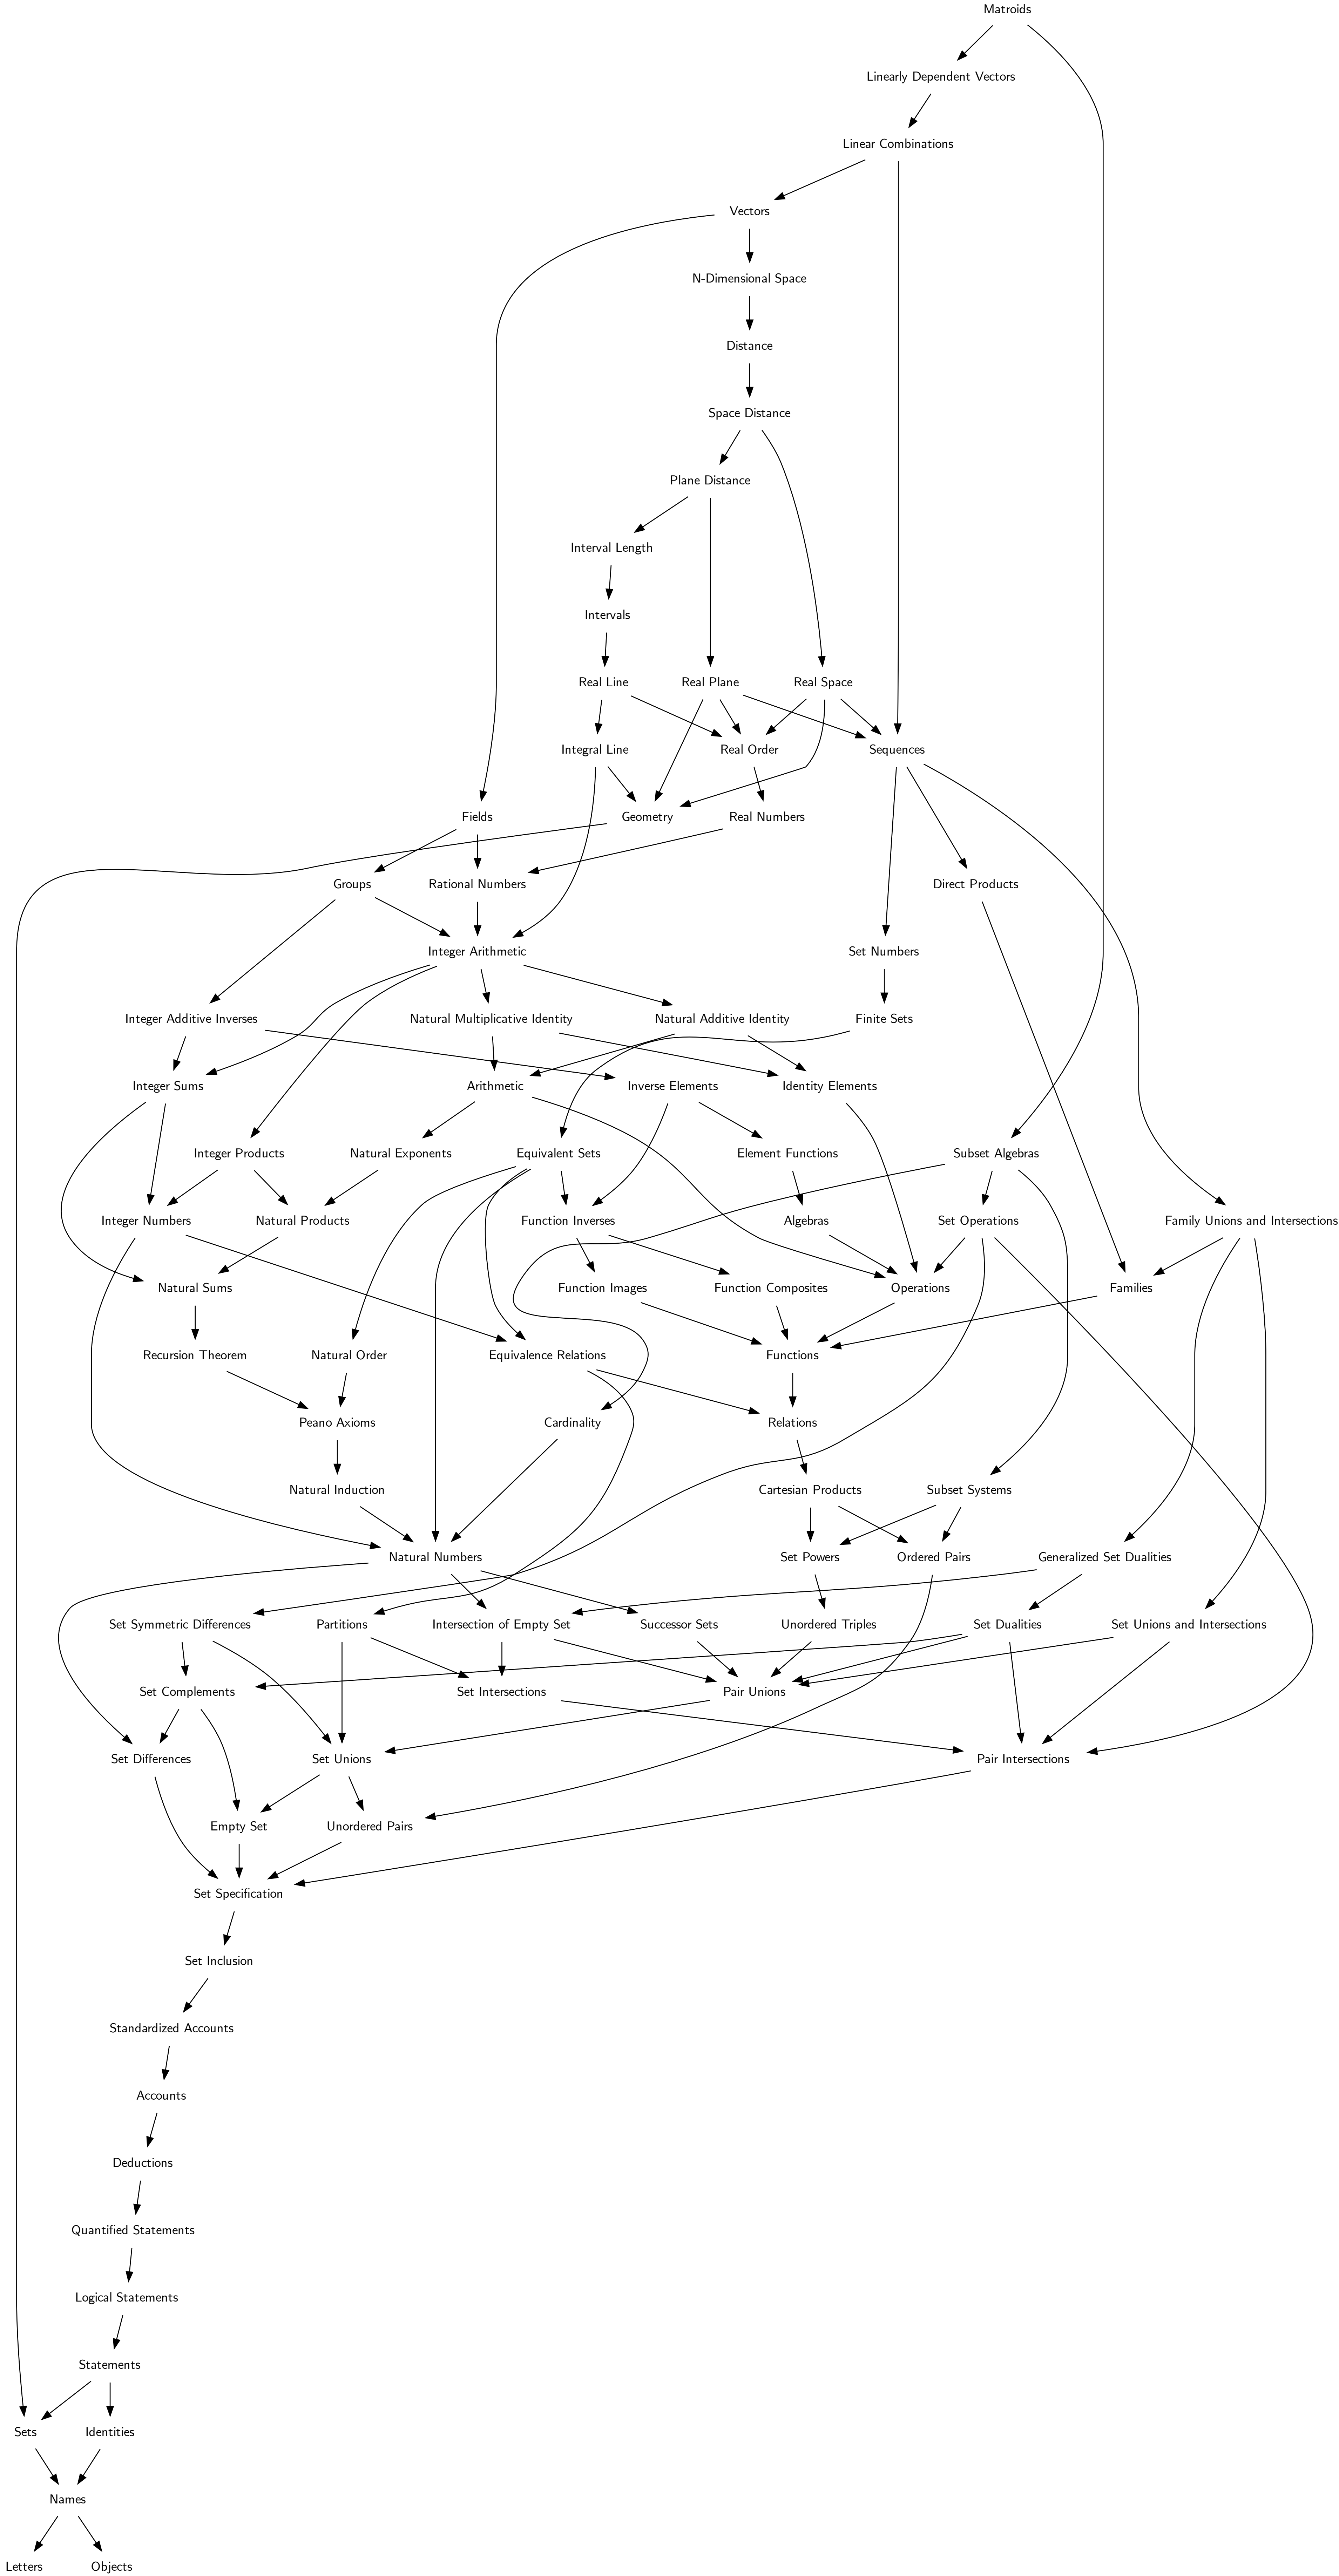 Matroids
Linearly Dependent Vectors
Linear Combinations
Vectors
N-Dimensional Space
Distance
Space Distance
Plane Distance
Interval Length
Intervals
Real Line
Real Plane
Real Space
Integral Line
Real Order
Sequences
Fields
Geometry
Real Numbers
Groups
Rational Numbers
Direct Products
Integer Arithmetic
Set Numbers
Integer Additive Inverses
Natural Multiplicative Identity
Natural Additive Identity
Finite Sets
Integer Sums
Arithmetic
Inverse Elements
Identity Elements
Integer Products
Natural Exponents
Equivalent Sets
Element Functions
Subset Algebras
Integer Numbers
Natural Products
Function Inverses
Algebras
Set Operations
Family Unions and Intersections
Natural Sums
Function Images
Function Composites
Operations
Families
Recursion Theorem
Natural Order
Equivalence Relations
Functions
Peano Axioms
Cardinality
Relations
Natural Induction
Cartesian Products
Subset Systems
Natural Numbers
Set Powers
Ordered Pairs
Generalized Set Dualities
Set Symmetric Differences
Partitions
Intersection of Empty Set
Successor Sets
Unordered Triples
Set Dualities
Set Unions and Intersections
Set Complements
Set Intersections
Pair Unions
Set Differences
Set Unions
Pair Intersections
Empty Set
Unordered Pairs
Set Specification
Set Inclusion
Standardized Accounts
Accounts
Deductions
Quantified Statements
Logical Statements
Statements
Sets
Identities
Names
Letters
Objects